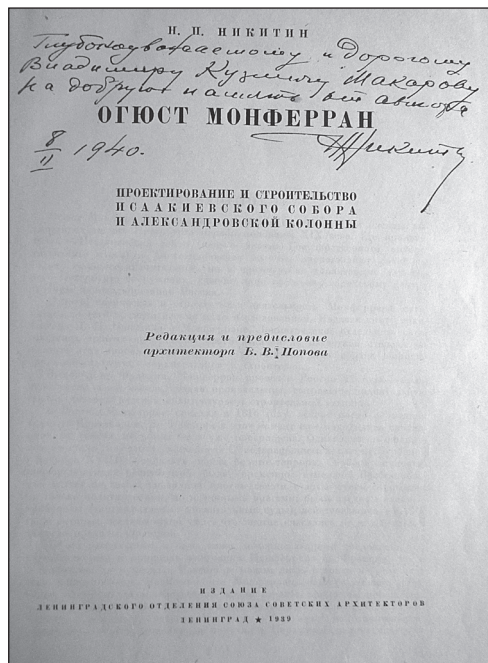 Н. П. НИКИТИН
Глубокоуважаемому и дорогому
Владимиру Кузьмичу Макарову
на добрую память от автора
ОГЮСТ МОНФЕРРАН
8/II 1940.
Н Никитин
ПРОЕКТИРОВАНИЕ И СТРОИТЕЛЬСТВО
ИСААКИЕВСКОГО СОБОРА
И АЛЕКСАНДРОВСКОЙ КОЛОННЫ
Редакция и предисловие
архитектора Б. В. Попова
ИЗДАНИЕ
ЛЕНИНГРАДСКОГО ОТДЕЛЕНИЯ СОЮЗА СОВЕТСКИХ АРХИТЕКТОРОВ
ЛЕНИНГРАД ★ 1939